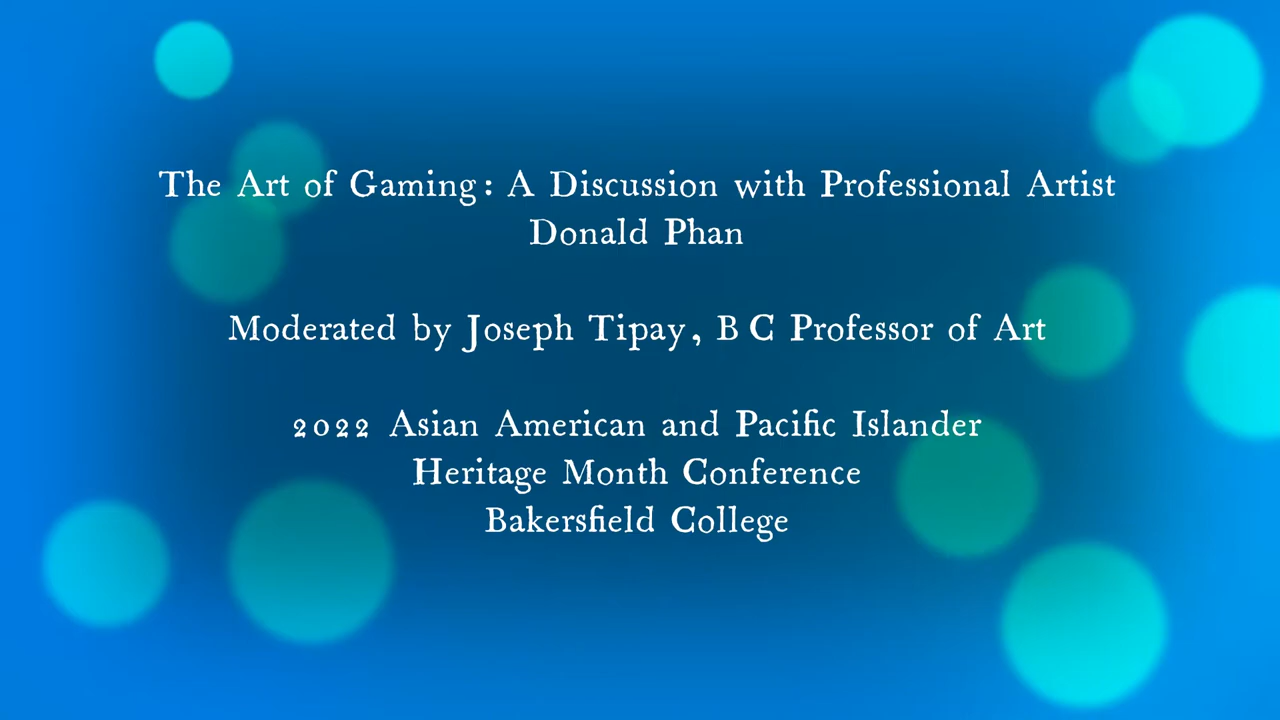 The Art of Gaming: A Discussion with Professional Artist
Donald Phan
Moderated by Joseph Tipay, B C Professor of Art
2022 Asian American and Pacific Islander
Heritage Month Conference
Bakersfield College